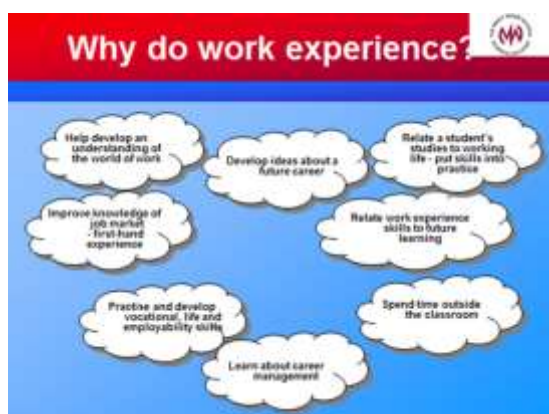 Why do work experience?
Help develop an
understanding of
the world of work
Develop ideas about a
future career
Relate a student's
studies to working
life - put skills into
practice
Improve knowledge of
job market
- first-hand
experience
Relate work experience
skills to future
learning
Practise and develop
vocational, life and
employability skills
Spend time outside
the classroom
Learn about career
management